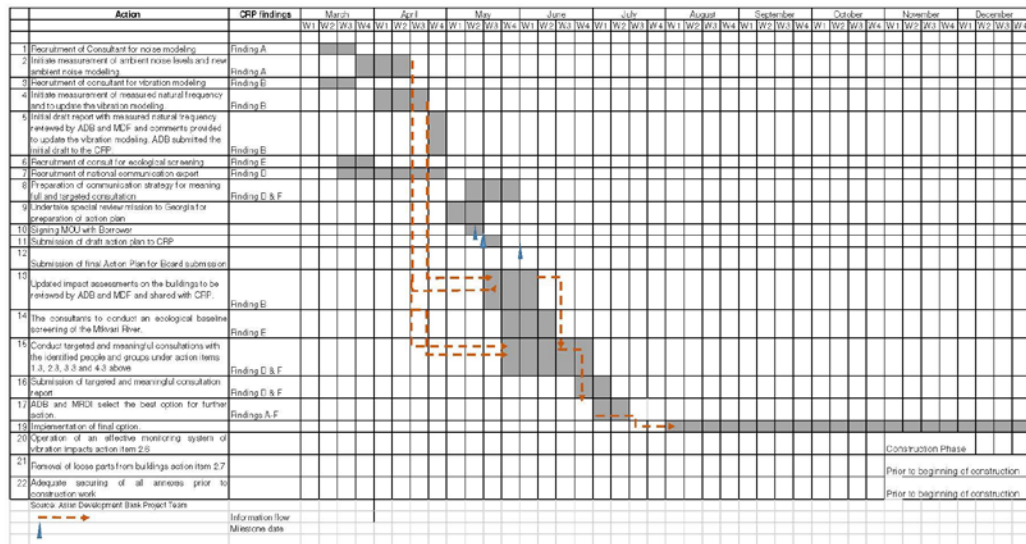 Action CRP findings March April May June July August September October November December
W1 W2 W3 W4 W1 W2 W3 W4 W1 W2 W3 W4 W1 W2 W3 W4 W1 W2 W3 W4 W1 W2 W3 W4 W1 W2 W3 W4 W1 W2 W3 W4 W1 W2 W3 W4 W1 W2 W3 W4
1 Recruitment of Consultant for noise modeling Finding A
2 Initiate measurement of ambient noise levels and new
ambient noise modelling. Finding A
3 Recruitment of consultant for vibration modeling Finding B
4 Initiate measurement of measured natural frequency
and to update the vibration modeling Finding B
5 Initial draft report with measured natural frequency
reviewed by ADB and MDF and comments provided
to update the vibration modeling. ADB submitted the
initial draft to the CRP. Finding B
6 Recruitment of consult for ecological screening Finding E
7 Recruitment of national communication expert Finding D
8 Preparation of communication strategy for meaning
full and targeted consultation Finding D & F
9 Undertake special review mission to Georgia for
preparation of action plan
10 Signing MOU with Borrower
11 Submission of draft action plan to CRP
12
Submission of final Action Plan for Board submission
13
Updated impact assessments on the buildings to be
reviewed by ADB and MDF and shared with CRP. Finding B
14 The consultants to conduct an ecological baseline
screening of the Mtkvari River. Finding E
15 Conduct targeted and meaningful consultations with
the identified people and groups under action items
1.3, 2.3, 3.3 and 4.3 above Finding D & F
16 Submission of targeted and meaningful consultation
report Finding D & F
17 ADB and MRDI select the best option for further
action. Findings A-F
19 Implementation of final option.
20 Operation of an effective monitoring system of
vibration impacts action item 2.6 Construction Phase
21
Removal of loose parts from buildings action item 2.7 Prior to beginning of construction
22 Adequate securing of all annexes prior to
construction work Prior to beginning of construction
Source: Asian Development Bank Project Team
Information flow
Milestone date